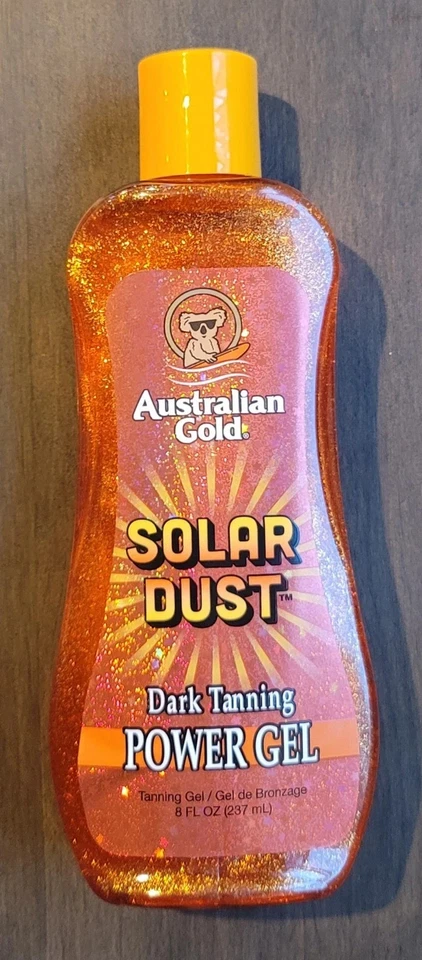 Australian
Gold®
SOLAR
DUST™
Dark Tanning
POWER GEL
Tanning Gel / Gel de Bronzage
8 FL OZ (237 mL)